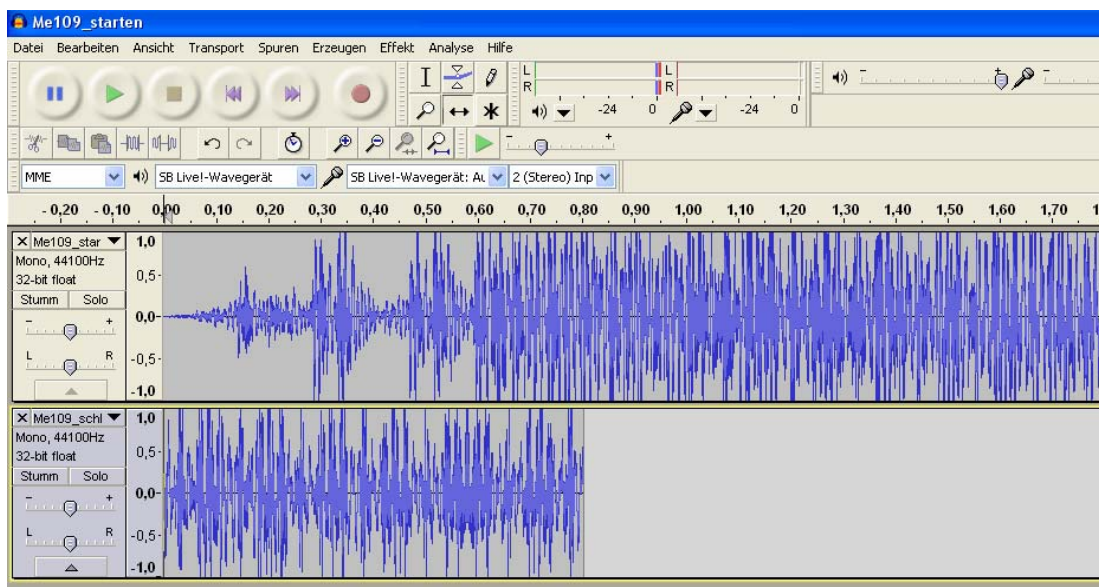 Me109_starten
Datei Bearbeiten Ansicht Transport Spuren Erzeugen Effekt Analyse Hilfe
L L
R R
-24 0 -24 0
- +
- +
MME SB Live!-Wavegerät SB Live!-Wavegerät: Au 2 (Stereo) Inp
- 0,20 - 0,10 0,00 0,10 0,20 0,30 0,40 0,50 0,60 0,70 0,80 0,90 1,00 1,10 1,20 1,30 1,40 1,50 1,60 1,70 1
X Me109_star 1,0
Mono, 44100Hz
32-bit float 0,5-
Stumm Solo
- + 0,0-
L R -0,5-
-1,0
X Me109_schl 1,0
Mono, 44100Hz
32-bit float 0,5-
Stumm Solo
- + 0,0-
L R -0,5-
-1,0